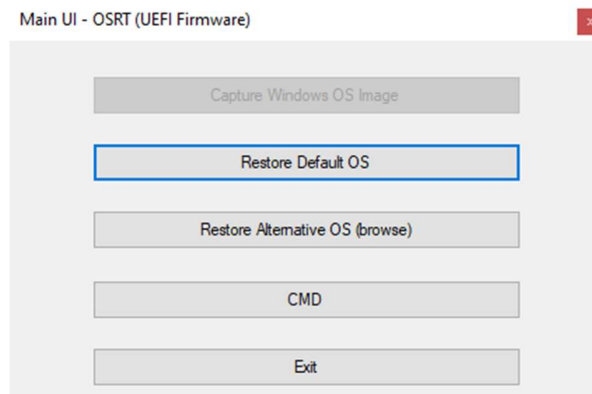 Main UI - OSRT (UEFI Firmware)
Capture Windows OS Image
Restore Default OS
Restore Alternative OS (browse)
CMD
Exit